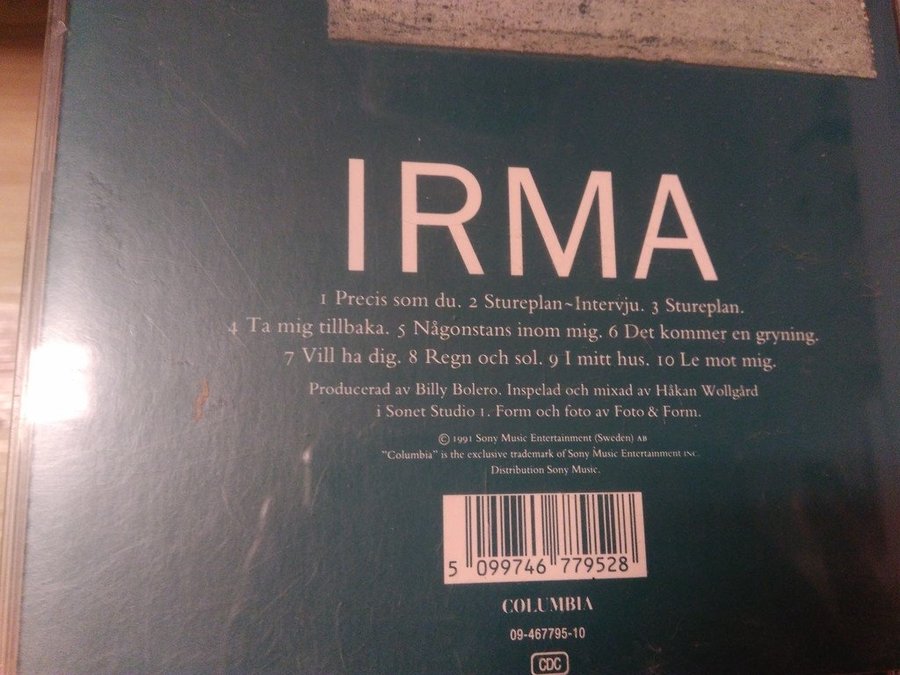 IRMA
1 Precis som du. 2 Stureplan~Intervju. 3 Stureplan.
4 Ta mig tillbaka. 5 Någonstans inom mig. 6 Det kommer en gryning.
7 Vill ha dig. 8 Regn och sol. 9 I mitt hus. 10 Le mot mig.
Producerad av Billy Bolero. Inspelad och mixad av Håkan Wollgård
i Sonet Studio 1. Form och foto av Foto & Form.
© 1991 Sony Music Entertainment (Sweden) AB
"Columbia" is the exclusive trademark of Sony Music Entertainment INC.
Distribution Sony Music.
5 099746 779528
COLUMBIA
09-467795-10
CDC